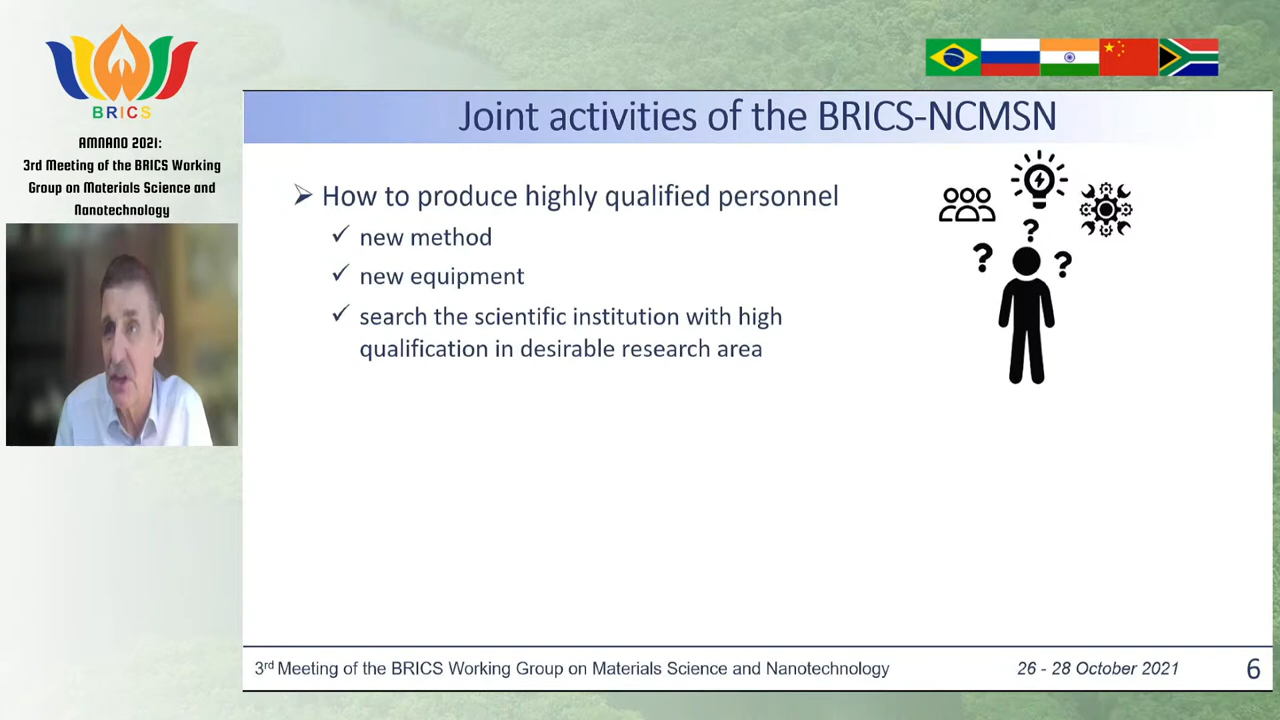 BRICS
AMNANO 2021:
3rd Meeting of the BRICS Working
Group on Materials Science and
Nanotechnology
Joint activities of the BRICS-NCMSN
➢ How to produce highly qualified personnel
✓ new method
✓ new equipment
✓ search the scientific institution with high
qualification in desirable research area
? ? ?
3rd Meeting of the BRICS Working Group on Materials Science and Nanotechnology
26 - 28 October 2021
6